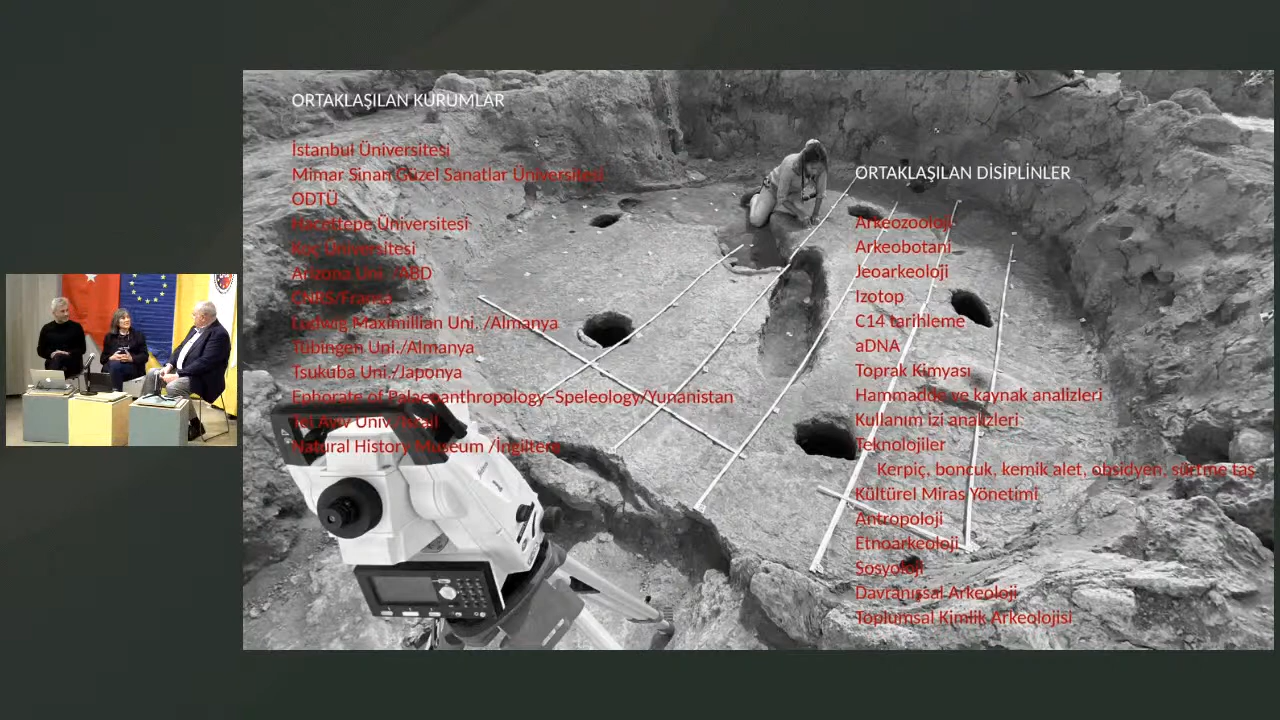 ORTAKLAŞILAN KURUMLAR
İstanbul Üniversitesi
Mimar Sinan Güzel Sanatlar Üniversitesi
ODTÜ
Hacettepe Üniversitesi
Koç Üniversitesi
Arizona Uni. /ABD
CNRS/Fransa
Ludwig Maximillian Uni. /Almanya
Tübingen Uni./Almanya
Tsukuba Uni./Japonya
Ephorate of Palaeoanthropology–Speleology/Yunanistan
Tel Aviv Univ./İsrail
Natural History Museum /İngiltere
ORTAKLAŞILAN DİSİPLİNLER
Arkeozooloji
Arkeobotani
Jeoarkeoloji
Izotop
C14 tarihleme
aDNA
Toprak Kimyası
Hammadde ve kaynak analizleri
Kullanım izi analizleri
Teknolojiler
Kerpiç, boncuk, kemik alet, obsidyen, sürtme taş
Kültürel Miras Yönetimi
Antropoloji
Etnoarkeoloji
Sosyoloji
Davranışsal Arkeoloji
Toplumsal Kimlik Arkeolojisi